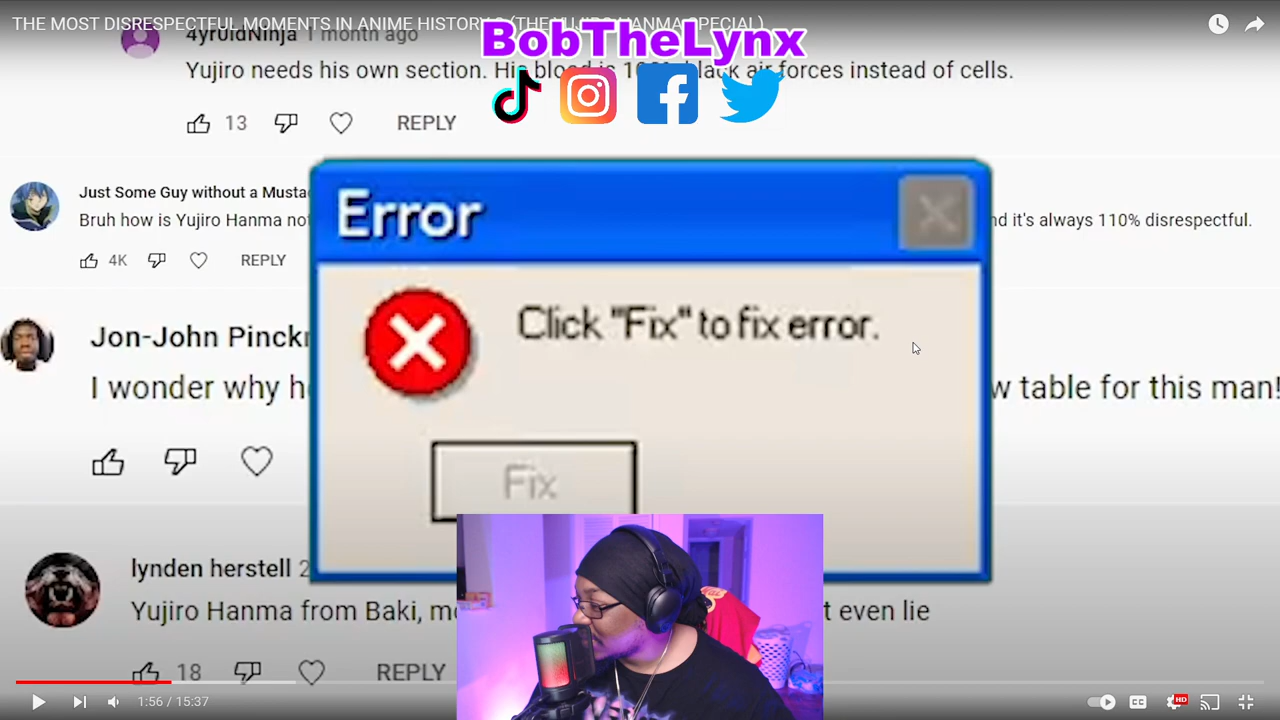 THE MOST DISRESPECTFUL MOMENTS IN ANIME HISTORY (THE YUJIRO HANMA SPECIAL)
BobTheLynx
4yrOldNinja 1 month ago
Yujiro needs his own section. His blood is 100% black air forces instead of cells.
13 REPLY
Just Some Guy without a Musta
Bruh how is Yujiro Hanma not nd it's always 110% disrespectful.
4K REPLY
Error
Click "Fix" to fix error.
Fix
Jon-John Pinck
I wonder why h w table for this man!
lynden herstell 2
Yujiro Hanma from Baki, mo t even lie
18 REPLY
1:56 / 15:37
CC
HD